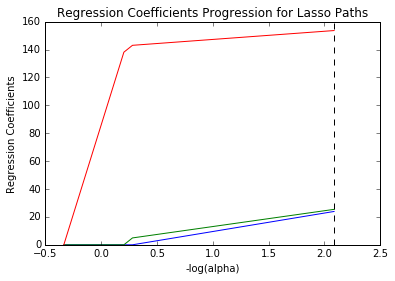 Regression Coefficients Progression for Lasso Paths
160
140
120
100
80
60
40
20
0
Regression Coefficients
-0.5 0.0 0.5 1.0 1.5 2.0 2.5
-log(alpha)